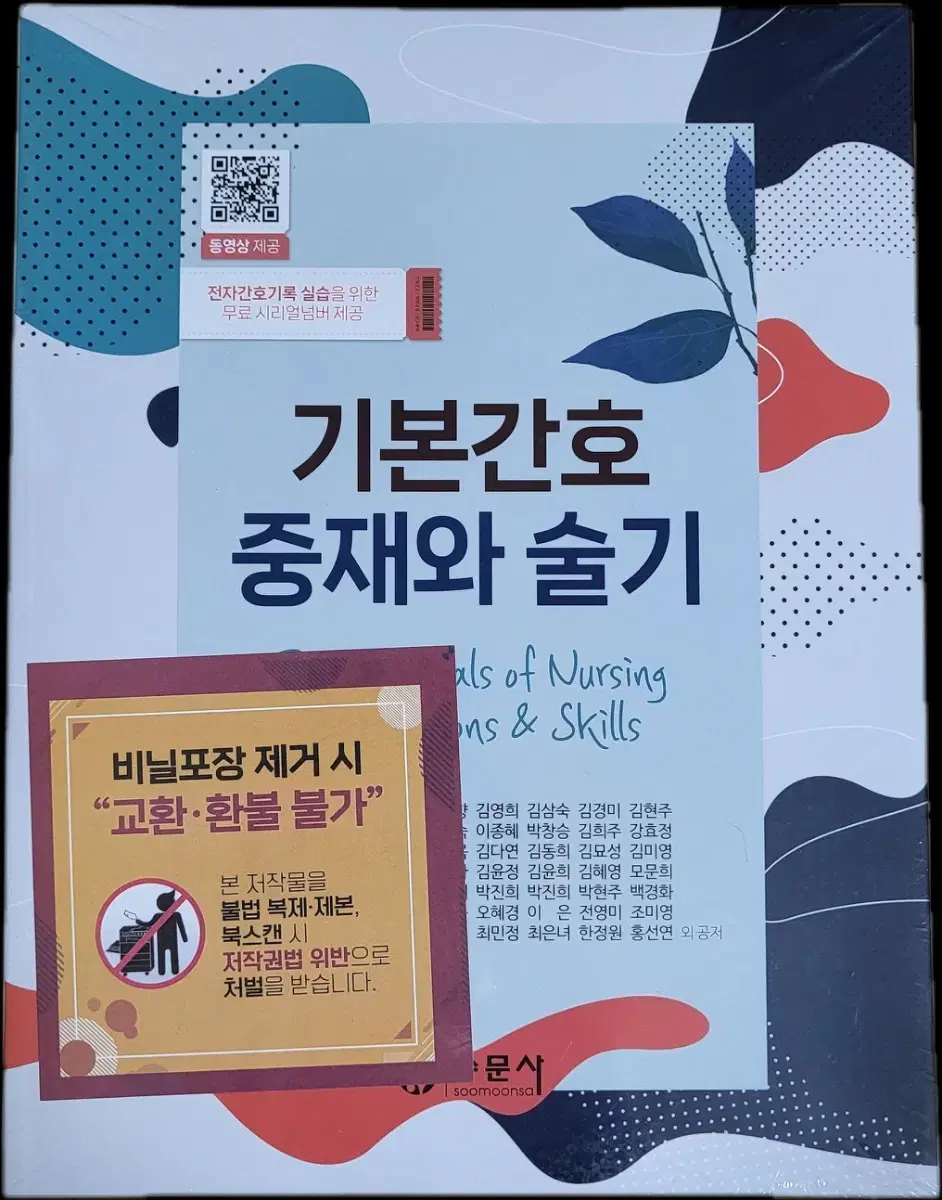 동영상 제공
전자간호기록 실습을 위한
무료 시리얼넘버 제공
기본간호
중재와 술기
of Nursing
& Skills
김영희 김삼숙 김경미 김현주
이종혜 박창승 김희주 강효정
김다연 김동희 김묘성 김미영
김윤정 김윤희 김혜영 모문희
박진희 박진희 박현주 백경화
오혜경 이 은 전영미 조미영
최민정 최은녀 한정원 홍선연 외 공저
비닐포장 제거 시
“교환·환불 불가”
본 저작물을
불법 복제·제본,
북스캔 시
저작권법 위반으로
처벌을 받습니다.
문사
soomoonsa